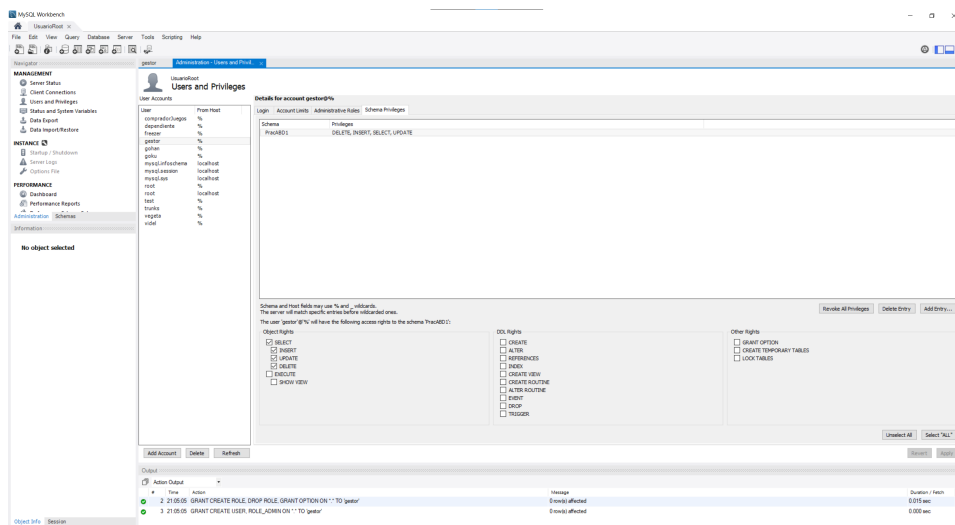 MySQL Workbench
UsuarioRoot ×
File Edit View Query Database Server Tools Scripting Help
Navigator
MANAGEMENT
Server Status
Client Connections
Users and Privileges
Status and System Variables
Data Export
Data Import/Restore
INSTANCE
Startup / Shutdown
Server Logs
Options File
PERFORMANCE
Dashboard
Performance Reports
Administration Schemas
Information
No object selected
Object Info Session
gestor Administration - Users and Privil... ×
UsuarioRoot
Users and Privileges
User Accounts
User From Host
compradorJuegos %
dependiente %
freezer %
gestor %
gohan %
goku %
mysql.infoschema localhost
mysql.session localhost
mysql.sys localhost
root %
root localhost
test %
trunks %
vegeta %
videl %
Add Account Delete Refresh
Details for account gestor@%
Login Account Limits Administrative Roles Schema Privileges
Schema Privileges
PracABD1 DELETE, INSERT, SELECT, UPDATE
Schema and Host fields may use % and _ wildcards.
The server will match specific entries before wildcarded ones.
Revoke All Privileges Delete Entry Add Entry...
The user 'gestor'@'%' will have the following access rights to the schema 'PracABD1':
Object Rights
SELECT
INSERT
UPDATE
DELETE
EXECUTE
SHOW VIEW
DDL Rights
CREATE
ALTER
REFERENCES
INDEX
CREATE VIEW
CREATE ROUTINE
ALTER ROUTINE
EVENT
DROP
TRIGGER
Other Rights
GRANT OPTION
CREATE TEMPORARY TABLES
LOCK TABLES
Unselect All Select "ALL"
Revert Apply
Output
Action Output
# Time Action Message Duration / Fetch
2 21:05:05 GRANT CREATE ROLE, DROP ROLE, GRANT OPTION ON *.* TO 'gestor' 0 row(s) affected 0.015 sec
3 21:05:05 GRANT CREATE USER, ROLE_ADMIN ON *.* TO 'gestor' 0 row(s) affected 0.000 sec